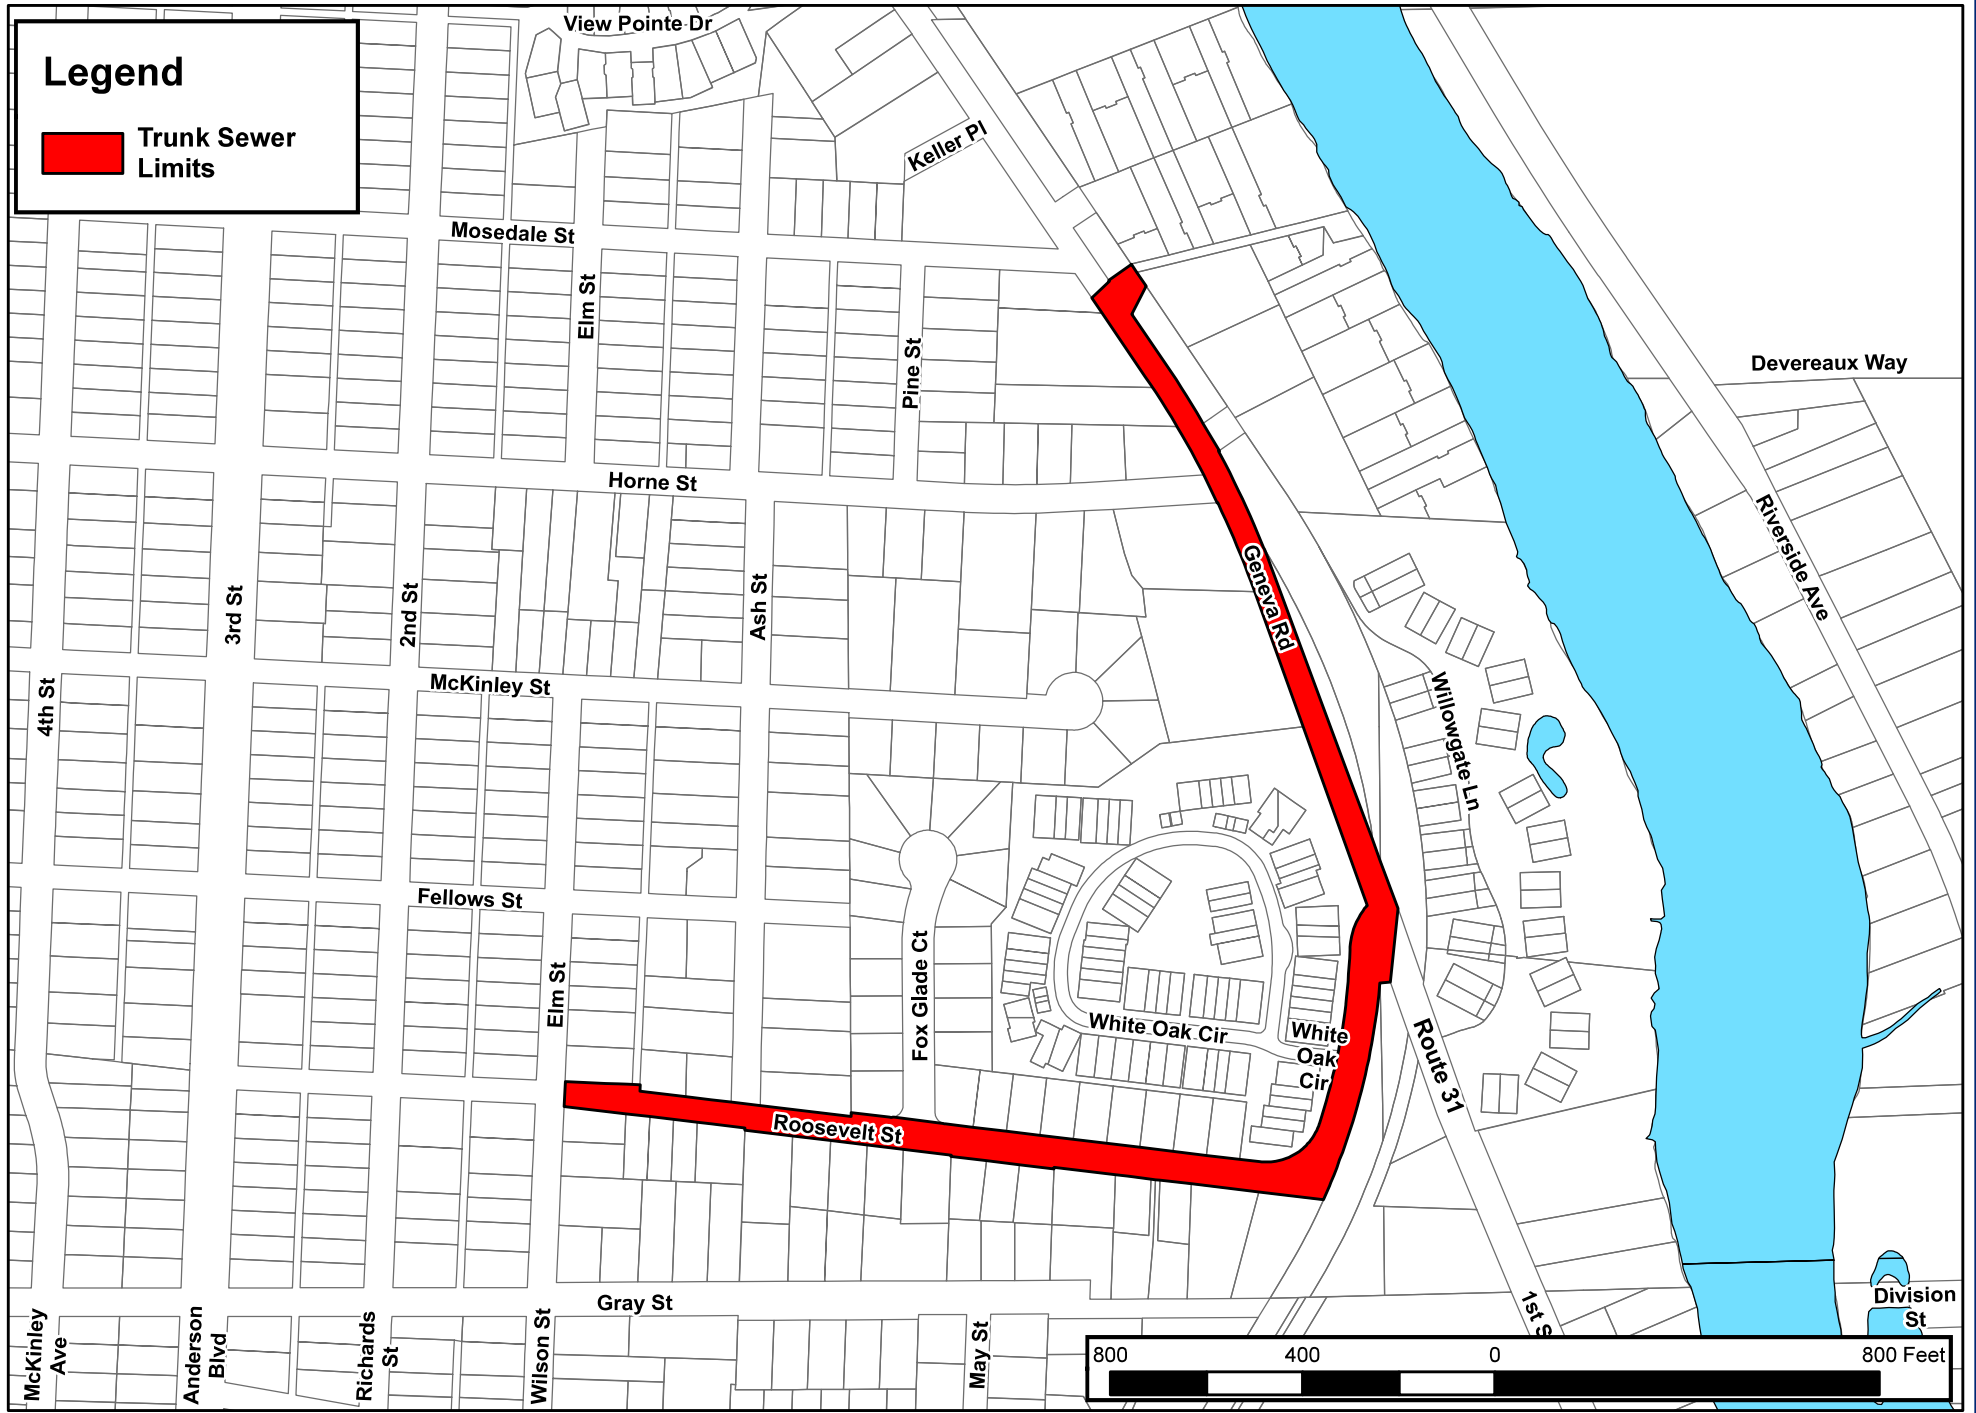 View Pointe Dr
Legend
Trunk Sewer
Limits
Keller Pl
Mosedale St
Elm St
Pine St
Devereaux Way
Horne St
Riverside Ave
Geneva Rd
3rd St
2nd St
Ash St
McKinley St
4th St
Willowgate Ln
Fellows St
Elm St
Fox Glade Ct
White Oak Cir
White
Oak
Cir
Route 31
Roosevelt St
Gray St
Division
St
1st S
McKinley
Ave
Anderson
Blvd
Richards
St
Wilson St
May St
800 400 0 800 Feet